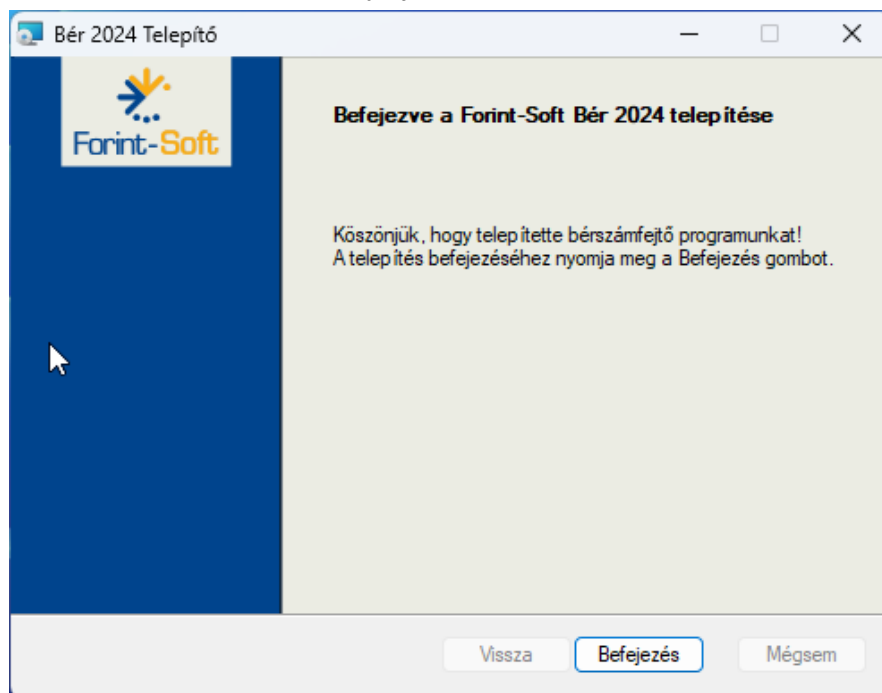 Bér 2024 Telepítő
Forint-Soft
Befejezve a Forint-Soft Bér 2024 telepítése
Köszönjük, hogy telepítette bérszámfejtő programunkat!
A telepítés befejezéséhez nyomja meg a Befejezés gombot.
Vissza
Befejezés
Mégsem